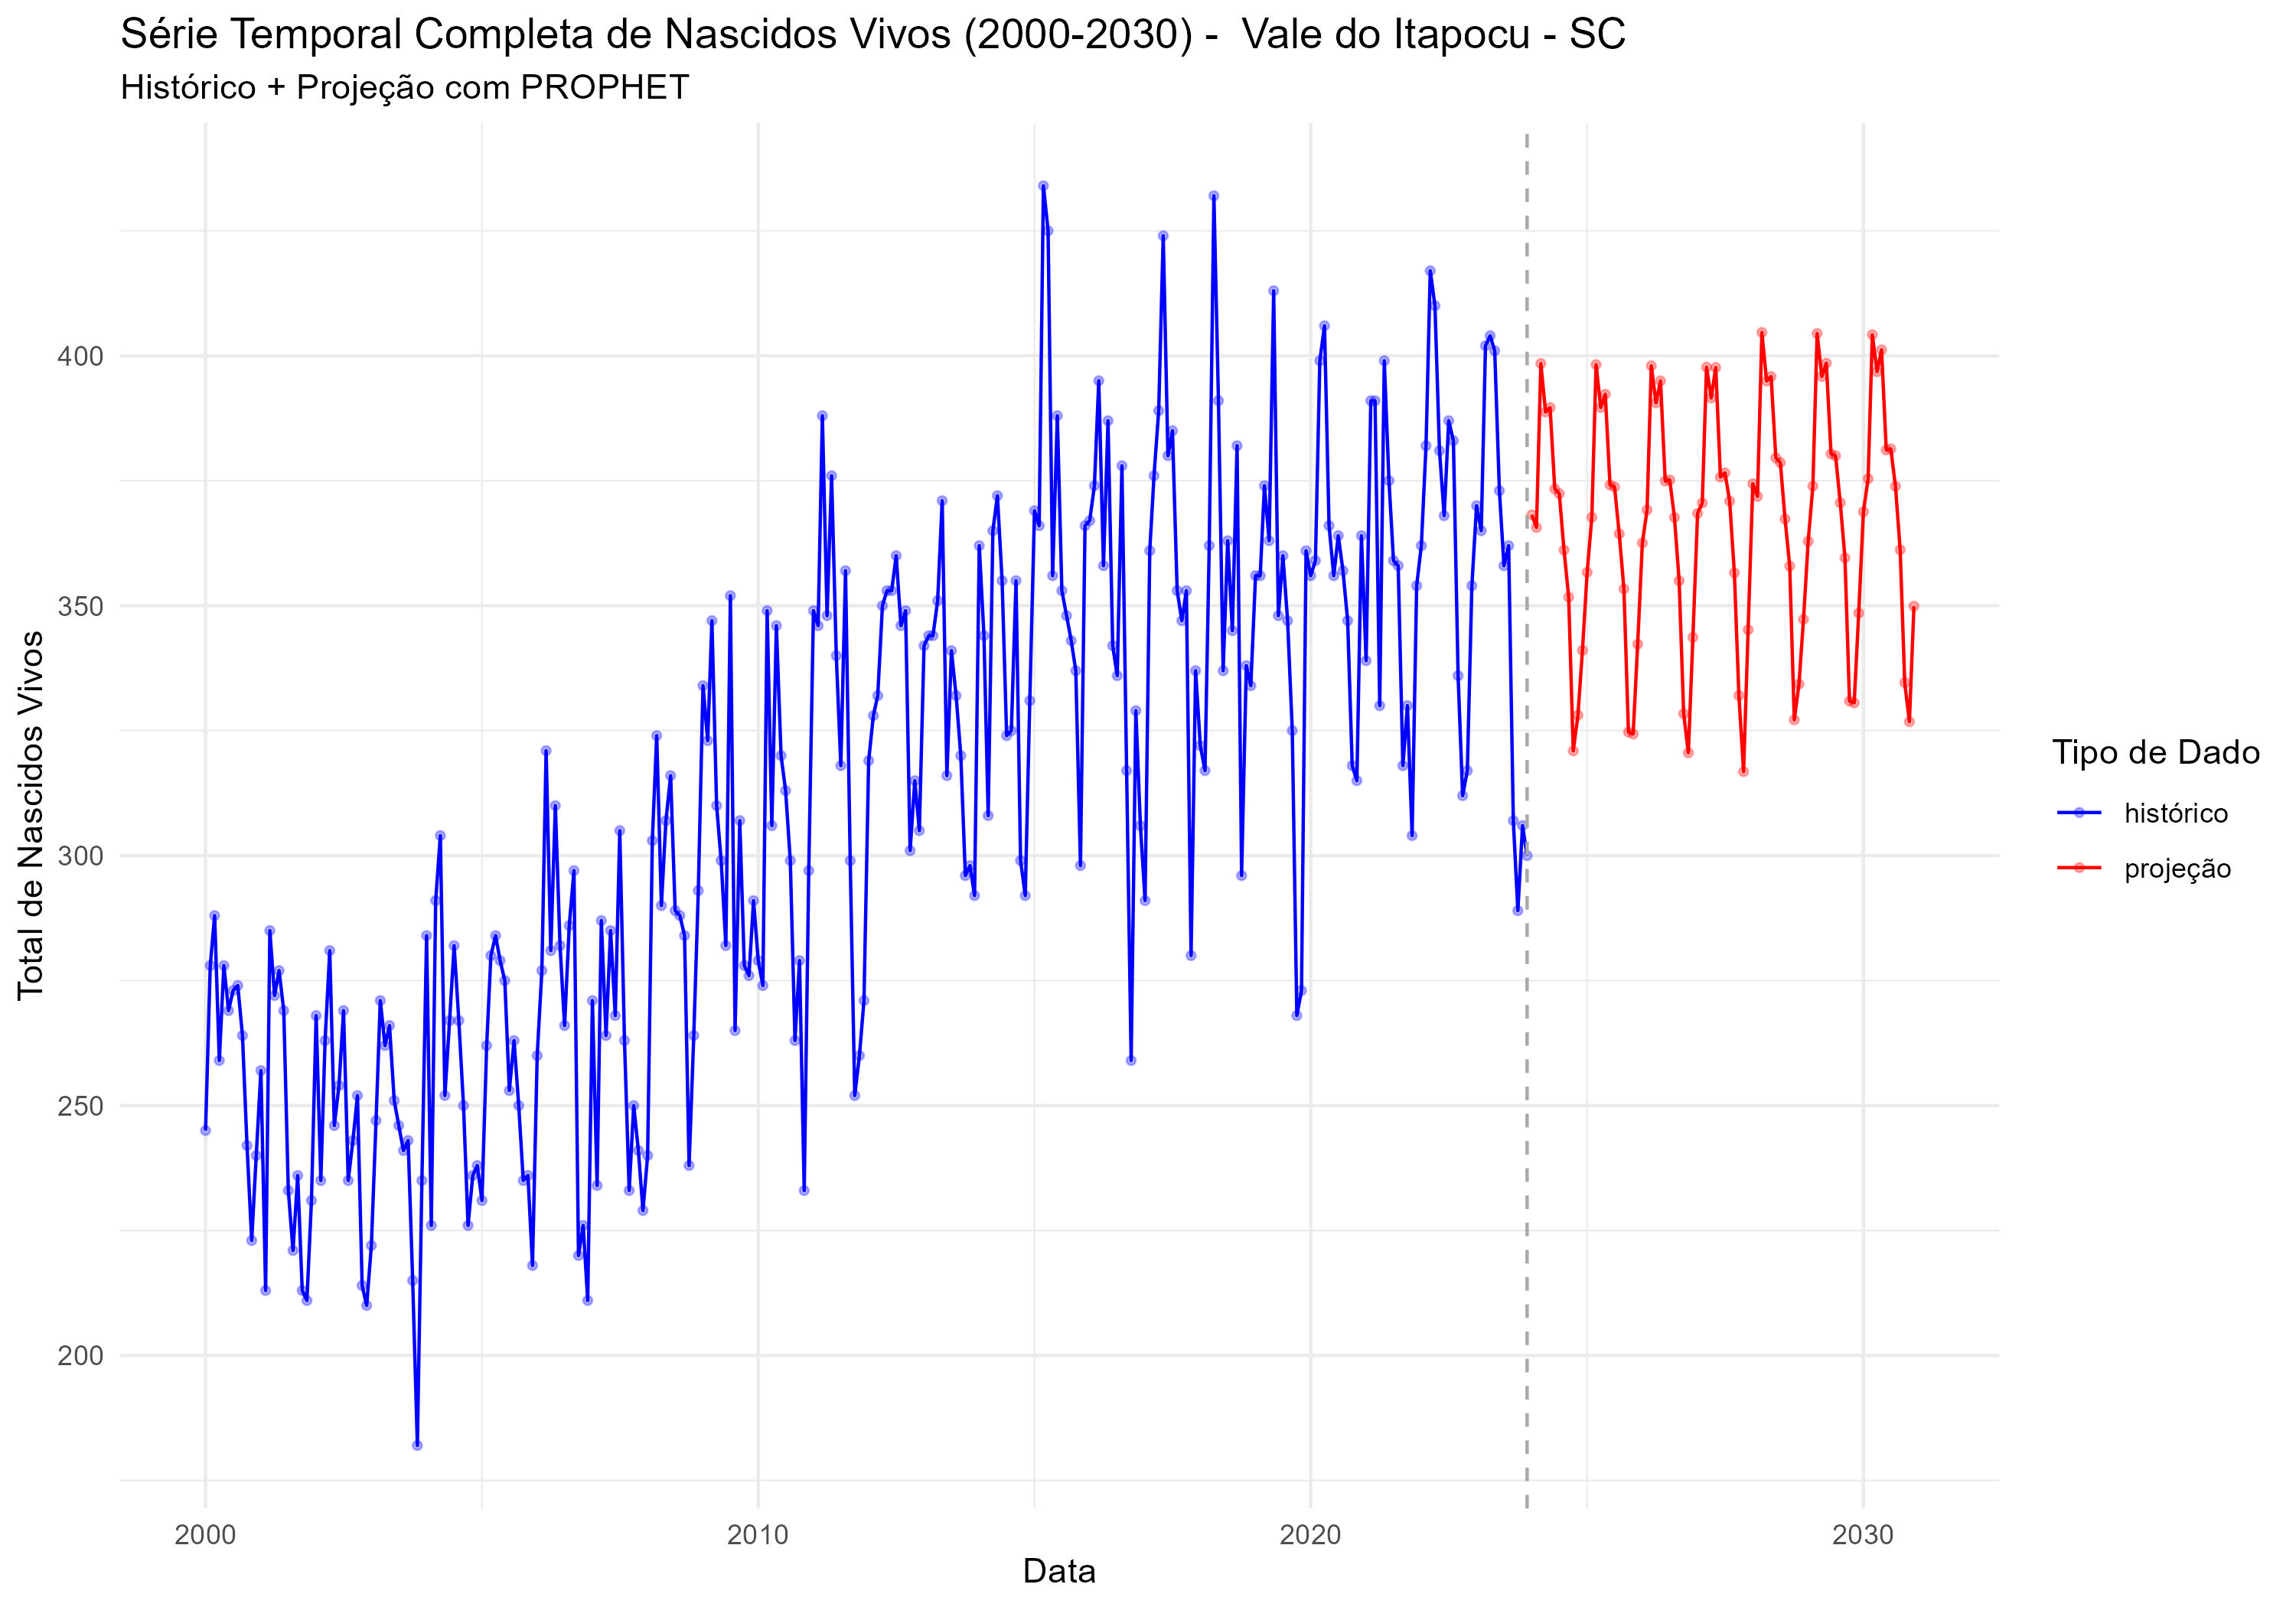 Série Temporal Completa de Nascidos Vivos (2000-2030) -  Vale do Itapocu - SC
Histórico + Projeção com PROPHET
Total de Nascidos Vivos
400
350
300
250
200
2000
2010
2020
2030
Data
Tipo de Dado
histórico
projeção